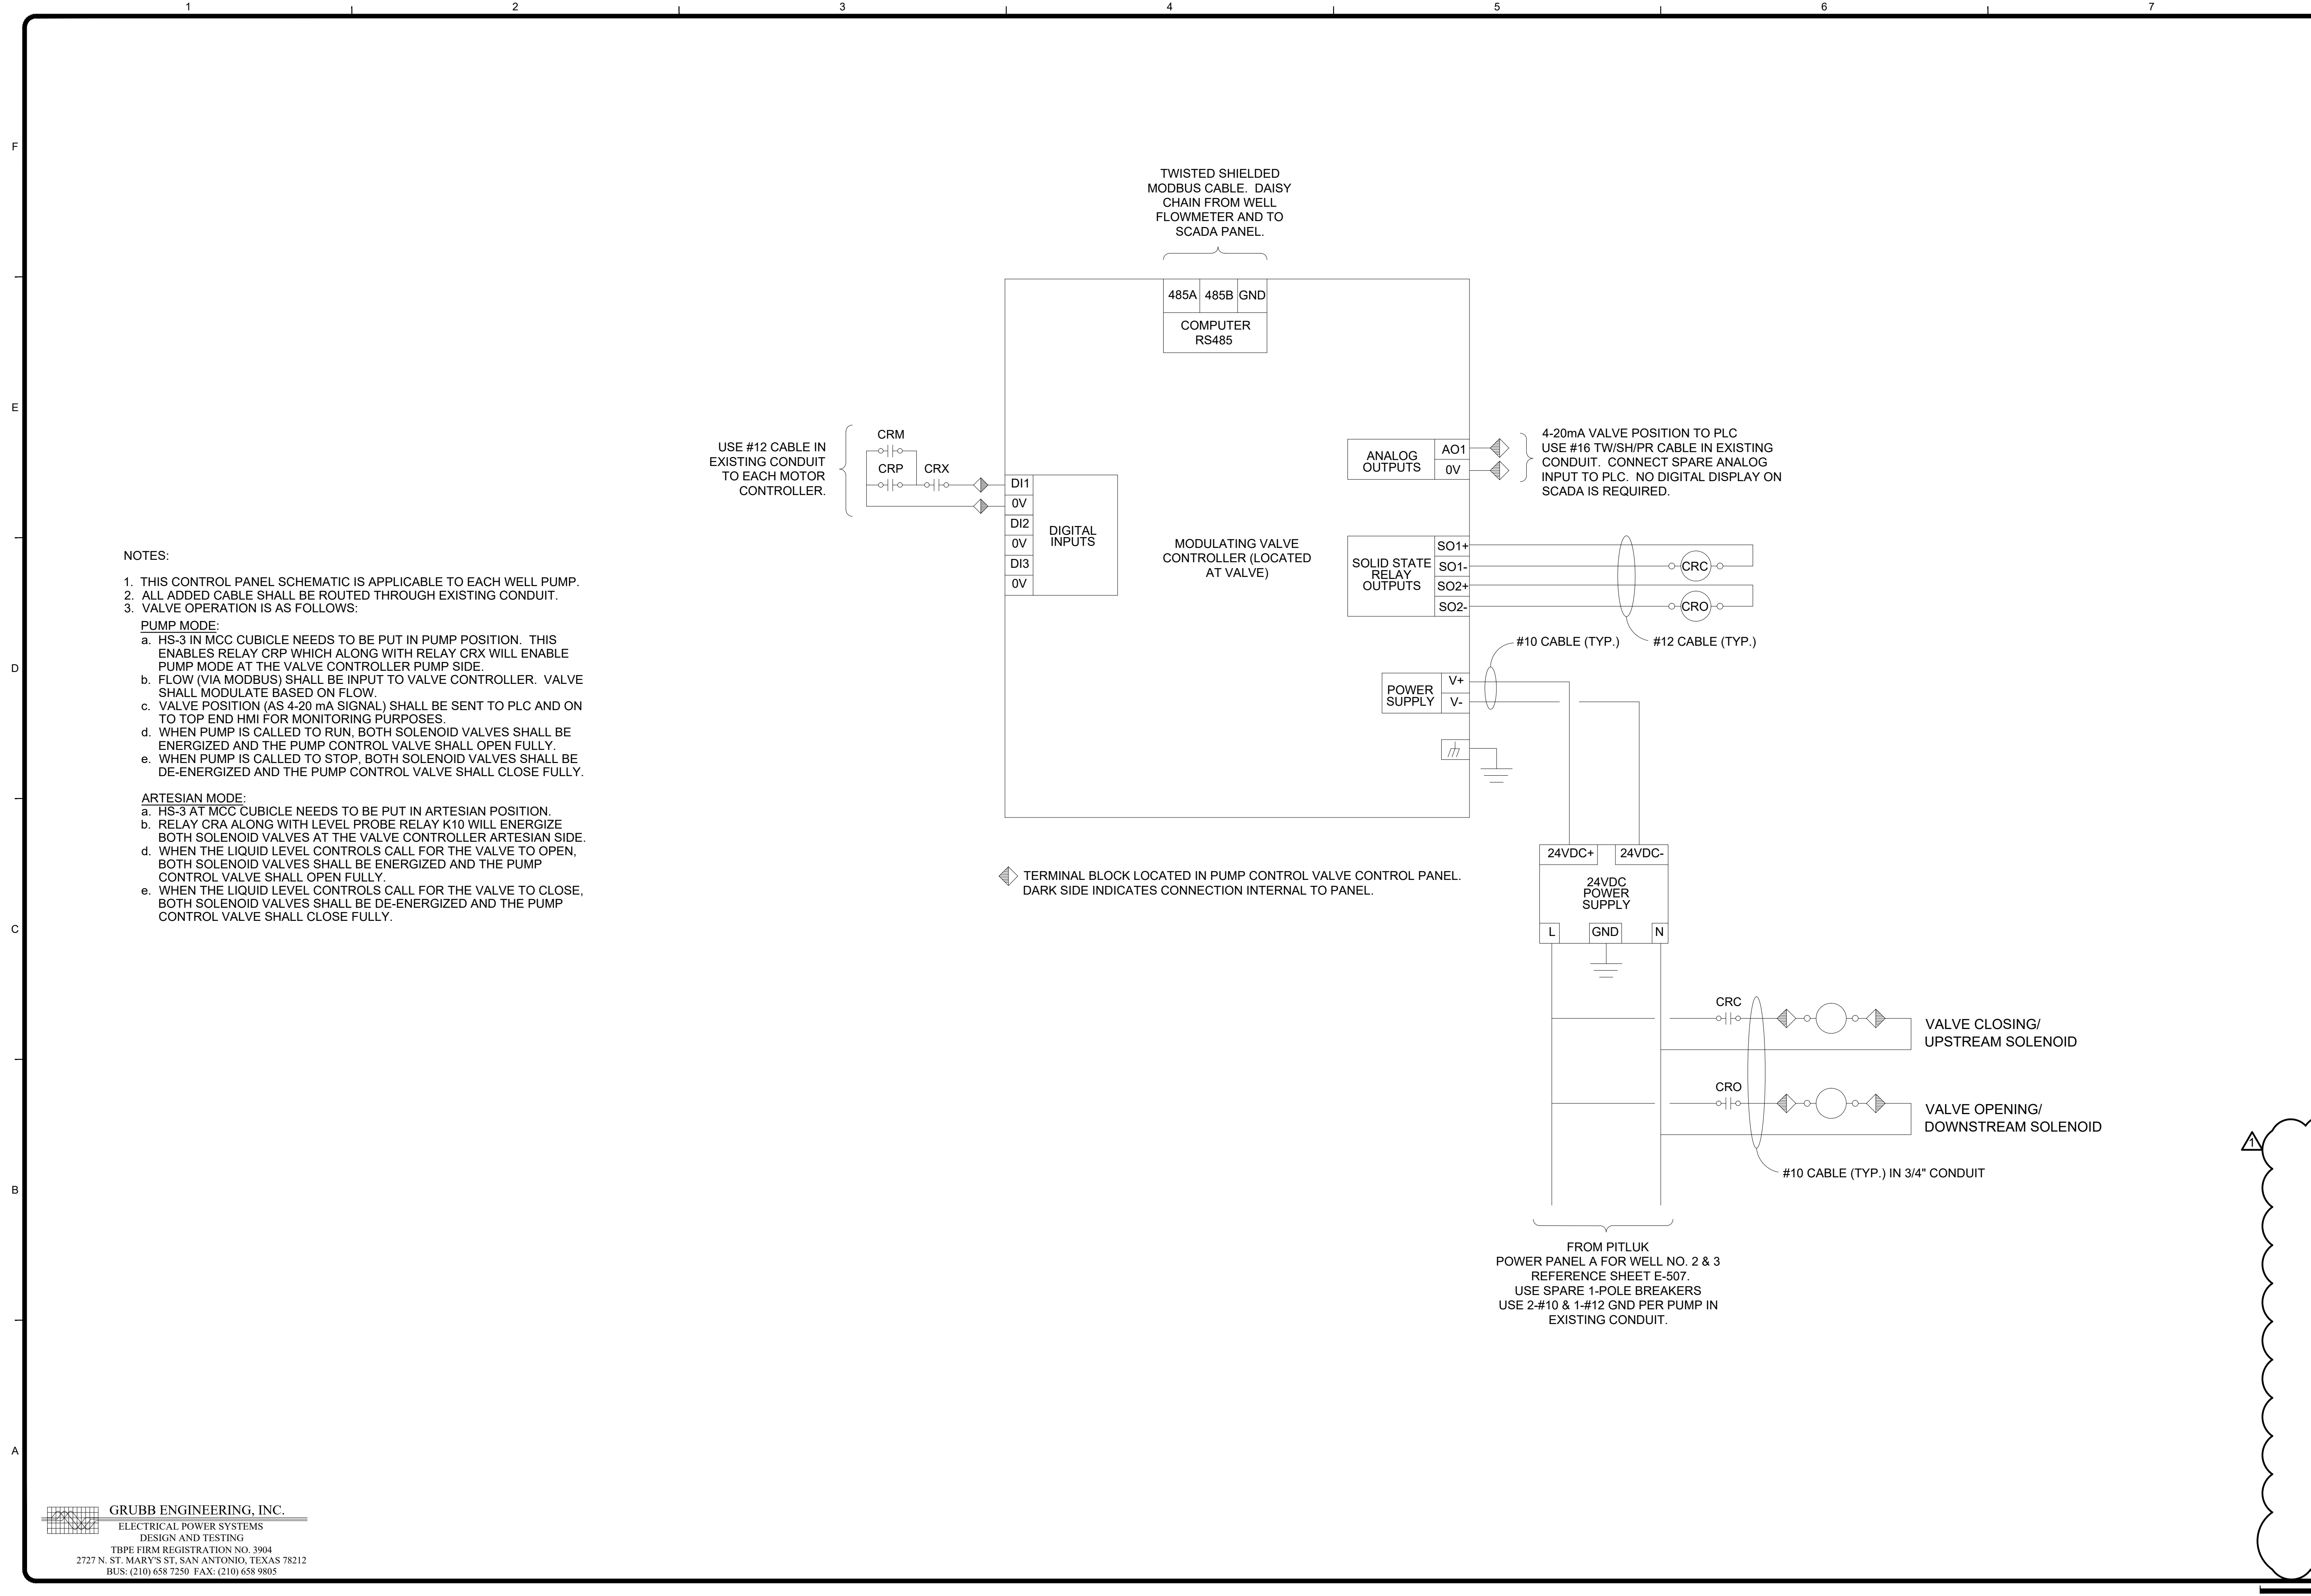 1 2 3 4 5 6 7
F
E
D
C
B
A
TWISTED SHIELDED
MODBUS CABLE. DAISY
CHAIN FROM WELL
FLOWMETER AND TO
SCADA PANEL.
485A 485B GND
COMPUTER
RS485
USE #12 CABLE IN
EXISTING CONDUIT
TO EACH MOTOR
CONTROLLER.
CRM
CRP CRX
DI1
0V
DI2
0V
DI3
0V
DIGITAL
INPUTS
MODULATING VALVE
CONTROLLER (LOCATED
AT VALVE)
ANALOG
OUTPUTS
AO1
0V
4-20mA VALVE POSITION TO PLC
USE #16 TW/SH/PR CABLE IN EXISTING
CONDUIT. CONNECT SPARE ANALOG
INPUT TO PLC. NO DIGITAL DISPLAY ON
SCADA IS REQUIRED.
SOLID STATE
RELAY
OUTPUTS
SO1+
SO1-
SO2+
SO2-
CRC
CRO
#10 CABLE (TYP.)
#12 CABLE (TYP.)
POWER
SUPPLY
V+
V-
NOTES:
1. THIS CONTROL PANEL SCHEMATIC IS APPLICABLE TO EACH WELL PUMP.
2. ALL ADDED CABLE SHALL BE ROUTED THROUGH EXISTING CONDUIT.
3. VALVE OPERATION IS AS FOLLOWS:
PUMP MODE:
a. HS-3 IN MCC CUBICLE NEEDS TO BE PUT IN PUMP POSITION. THIS
ENABLES RELAY CRP WHICH ALONG WITH RELAY CRX WILL ENABLE
PUMP MODE AT THE VALVE CONTROLLER PUMP SIDE.
b. FLOW (VIA MODBUS) SHALL BE INPUT TO VALVE CONTROLLER. VALVE
SHALL MODULATE BASED ON FLOW.
c. VALVE POSITION (AS 4-20 mA SIGNAL) SHALL BE SENT TO PLC AND ON
TO TOP END HMI FOR MONITORING PURPOSES.
d. WHEN PUMP IS CALLED TO RUN, BOTH SOLENOID VALVES SHALL BE
ENERGIZED AND THE PUMP CONTROL VALVE SHALL OPEN FULLY.
e. WHEN PUMP IS CALLED TO STOP, BOTH SOLENOID VALVES SHALL BE
DE-ENERGIZED AND THE PUMP CONTROL VALVE SHALL CLOSE FULLY.
ARTESIAN MODE:
a. HS-3 AT MCC CUBICLE NEEDS TO BE PUT IN ARTESIAN POSITION.
b. RELAY CRA ALONG WITH LEVEL PROBE RELAY K10 WILL ENERGIZE
BOTH SOLENOID VALVES AT THE VALVE CONTROLLER ARTESIAN SIDE.
d. WHEN THE LIQUID LEVEL CONTROLS CALL FOR THE VALVE TO OPEN,
BOTH SOLENOID VALVES SHALL BE ENERGIZED AND THE PUMP
CONTROL VALVE SHALL OPEN FULLY.
e. WHEN THE LIQUID LEVEL CONTROLS CALL FOR THE VALVE TO CLOSE,
BOTH SOLENOID VALVES SHALL BE DE-ENERGIZED AND THE PUMP
CONTROL VALVE SHALL CLOSE FULLY.
TERMINAL BLOCK LOCATED IN PUMP CONTROL VALVE CONTROL PANEL.
DARK SIDE INDICATES CONNECTION INTERNAL TO PANEL.
24VDC+ 24VDC-
24VDC
POWER
SUPPLY
L GND N
CRC
VALVE CLOSING/
UPSTREAM SOLENOID
CRO
VALVE OPENING/
DOWNSTREAM SOLENOID
#10 CABLE (TYP.) IN 3/4" CONDUIT
1
FROM PITLUK
POWER PANEL A FOR WELL NO. 2 & 3
REFERENCE SHEET E-507.
USE SPARE 1-POLE BREAKERS
USE 2-#10 & 1-#12 GND PER PUMP IN
EXISTING CONDUIT.
GRUBB ENGINEERING, INC.
ELECTRICAL POWER SYSTEMS
DESIGN AND TESTING
TBPE FIRM REGISTRATION NO. 3904
2727 N. ST. MARY'S ST, SAN ANTONIO, TEXAS 78212
BUS: (210) 658 7250 FAX: (210) 658 9805